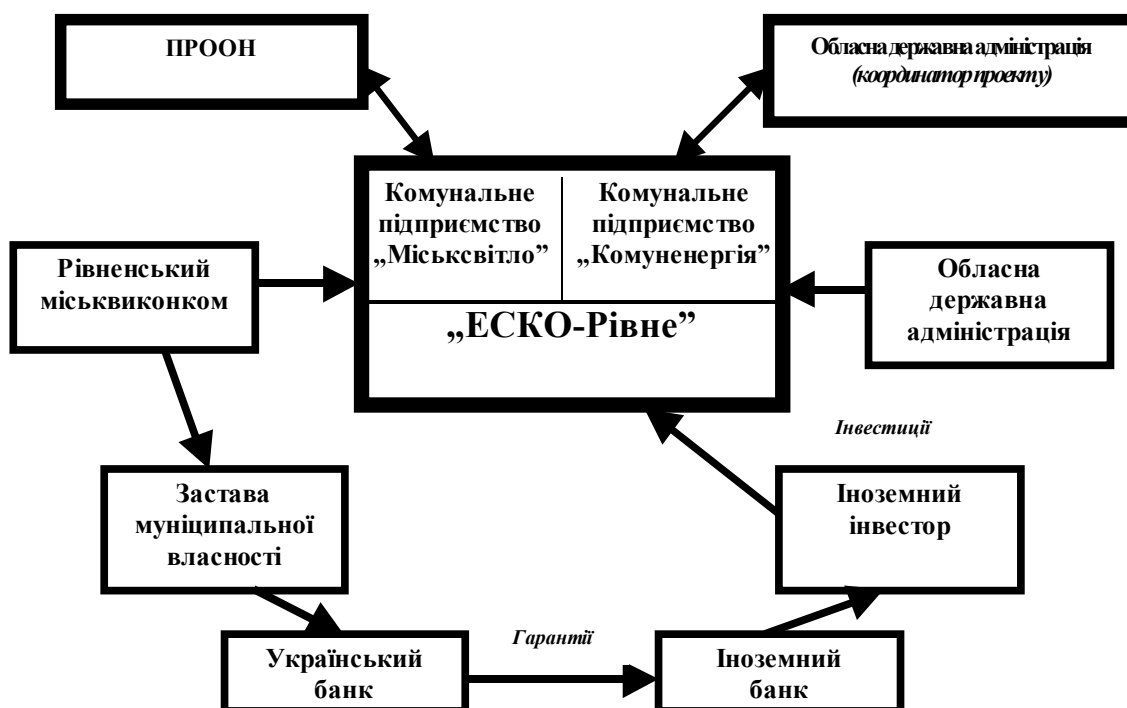 ПРООН
Обласна державна адміністрація
(координатор проекту)
Комунальне
підприємство
„Міськсвітло”
Комунальне
підприємство
„Комуненергія”
„ЕСКО-Рівне”
Рівненський
міськвиконком
Обласна
державна
адміністрація
Інвестиції
Застава
муніципальної
власності
Іноземний
інвестор
Гарантії
Український
банк
Іноземний
банк